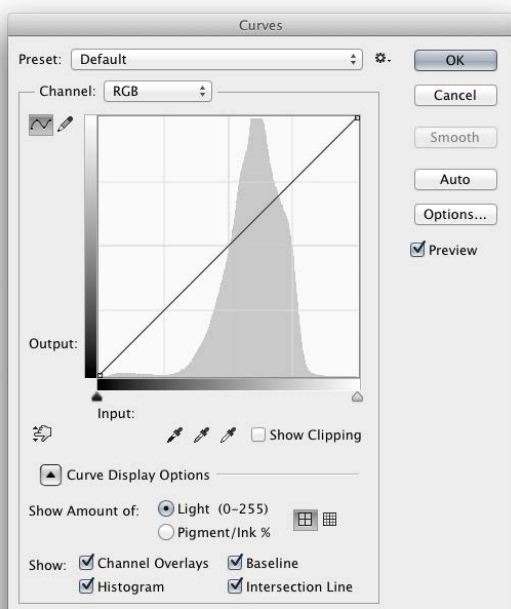 Curves
Preset: Default
OK
Channel: RGB
Cancel
Smooth
Auto
Options...
Preview
Output:
Input:
Show Clipping
Curve Display Options
Show Amount of: Light (0-255)
Pigment/Ink %
Show: Channel Overlays Baseline
Histogram Intersection Line